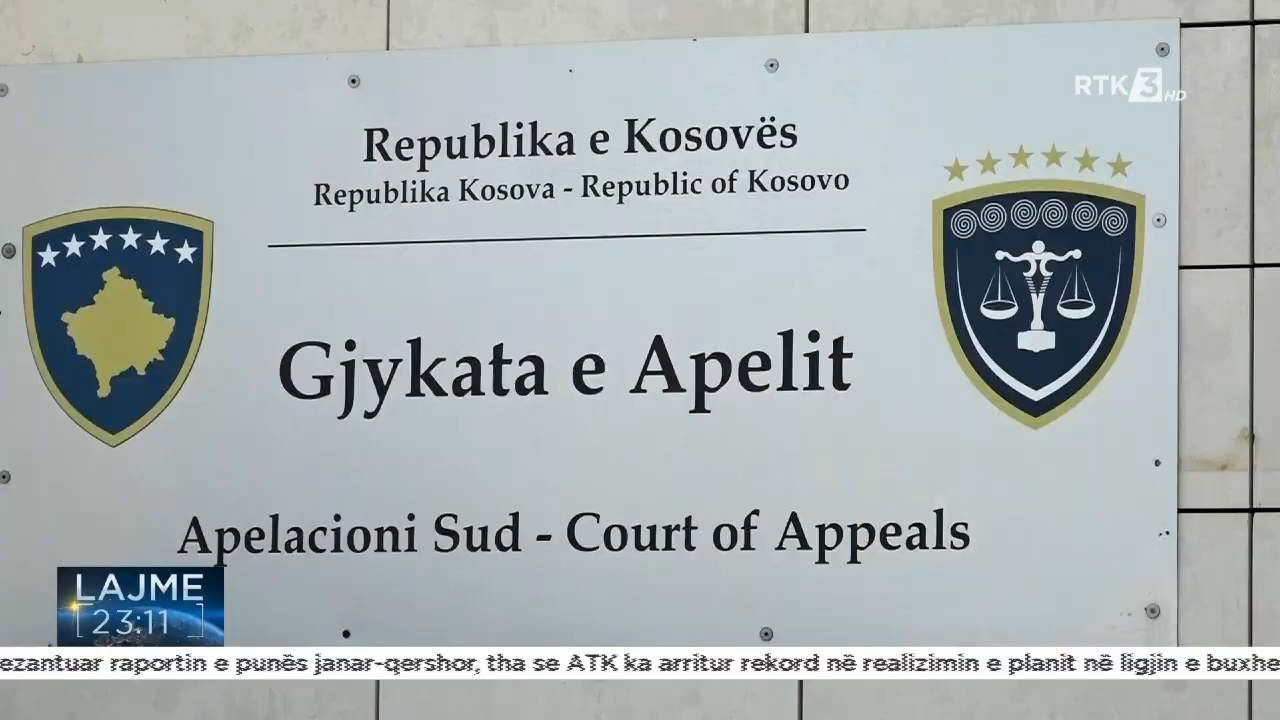 RTK 3 HD
Republika e Kosovës
Republika Kosova - Republic of Kosovo
Gjykata e Apelit
Apelacioni Sud - Court of Appeals
LAJME
23:11
ezantuar raportin e punës janar-qershor, tha se ATK ka arritur rekord në realizimin e planit në ligjin e buxhe